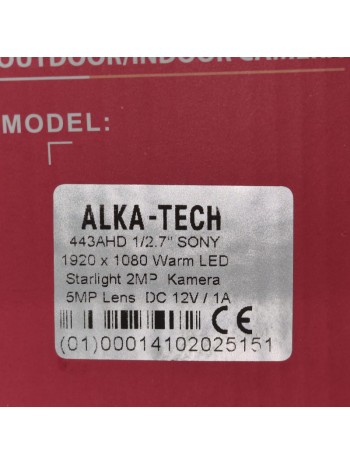 OUTDOOR/INDOOR CAMERA
MODEL:
ALKA-TECH
443AHD 1/2.7" SONY
1920 x 1080 Warm LED
Starlight 2MP Kamera
5MP Lens DC 12V / 1A
CE
(01)00014102025151